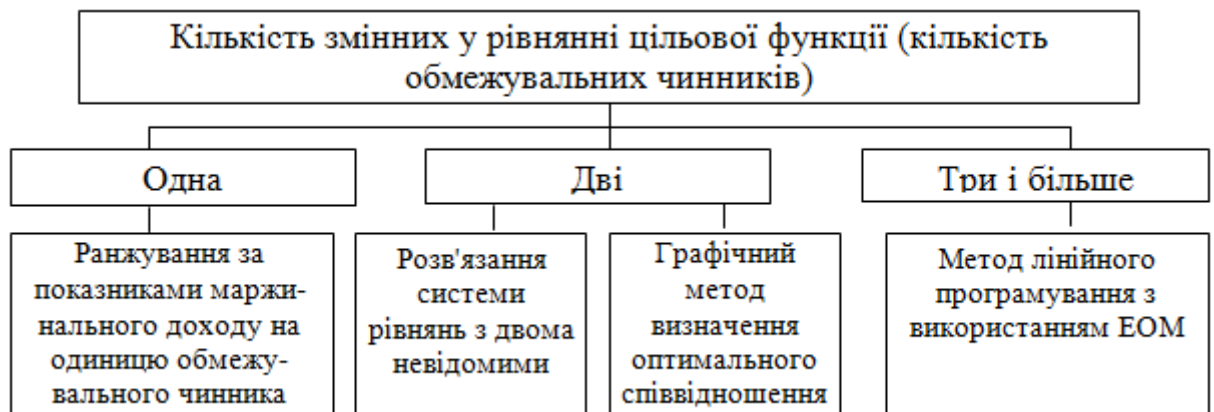 Кількість змінних у рівнянні цільової функції (кількість
обмежувальних чинників)
Одна
Дві
Три і більше
Ранжування за
показниками маржи-
нального доходу на
одиницю обмежу-
вального чинника
Розв'язання
системи
рівнянь з двома
невідомими
Графічний
метод
визначення
оптимального
співвідношення
Метод лінійного
програмування з
використанням ЕОМ